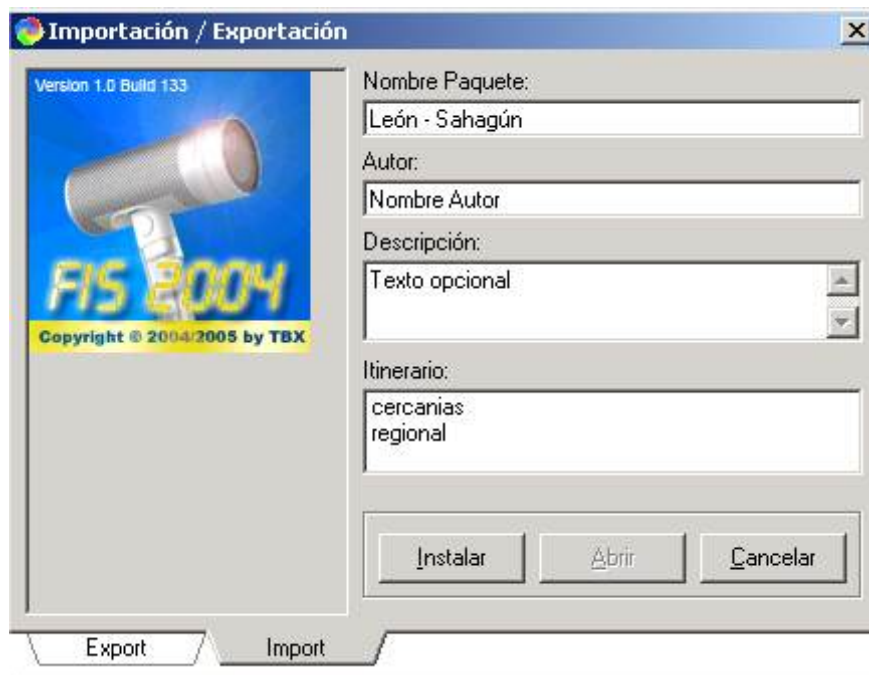 Importación / Exportación
Version 1.0 Build 133
FIS 2004
Copyright © 2004/2005 by TBX
Nombre Paquete:
León - Sahagún
Autor:
Nombre Autor
Descripción:
Texto opcional
Itinerario:
cercanias
regional
Instalar
Abrir
Cancelar
Export
Import